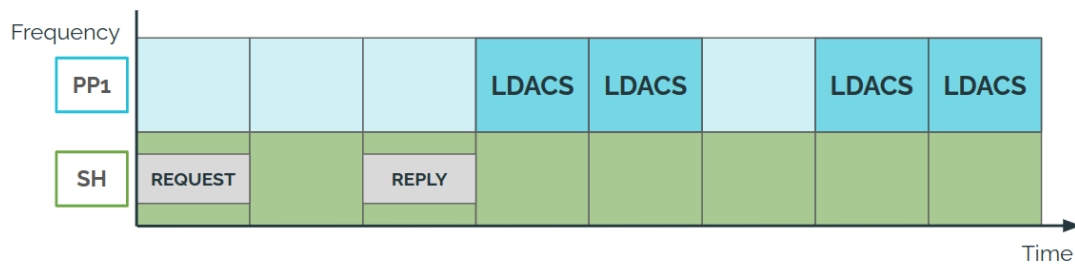 Frequency
PP1 LDACS LDACS LDACS LDACS
SH REQUEST REPLY
Time